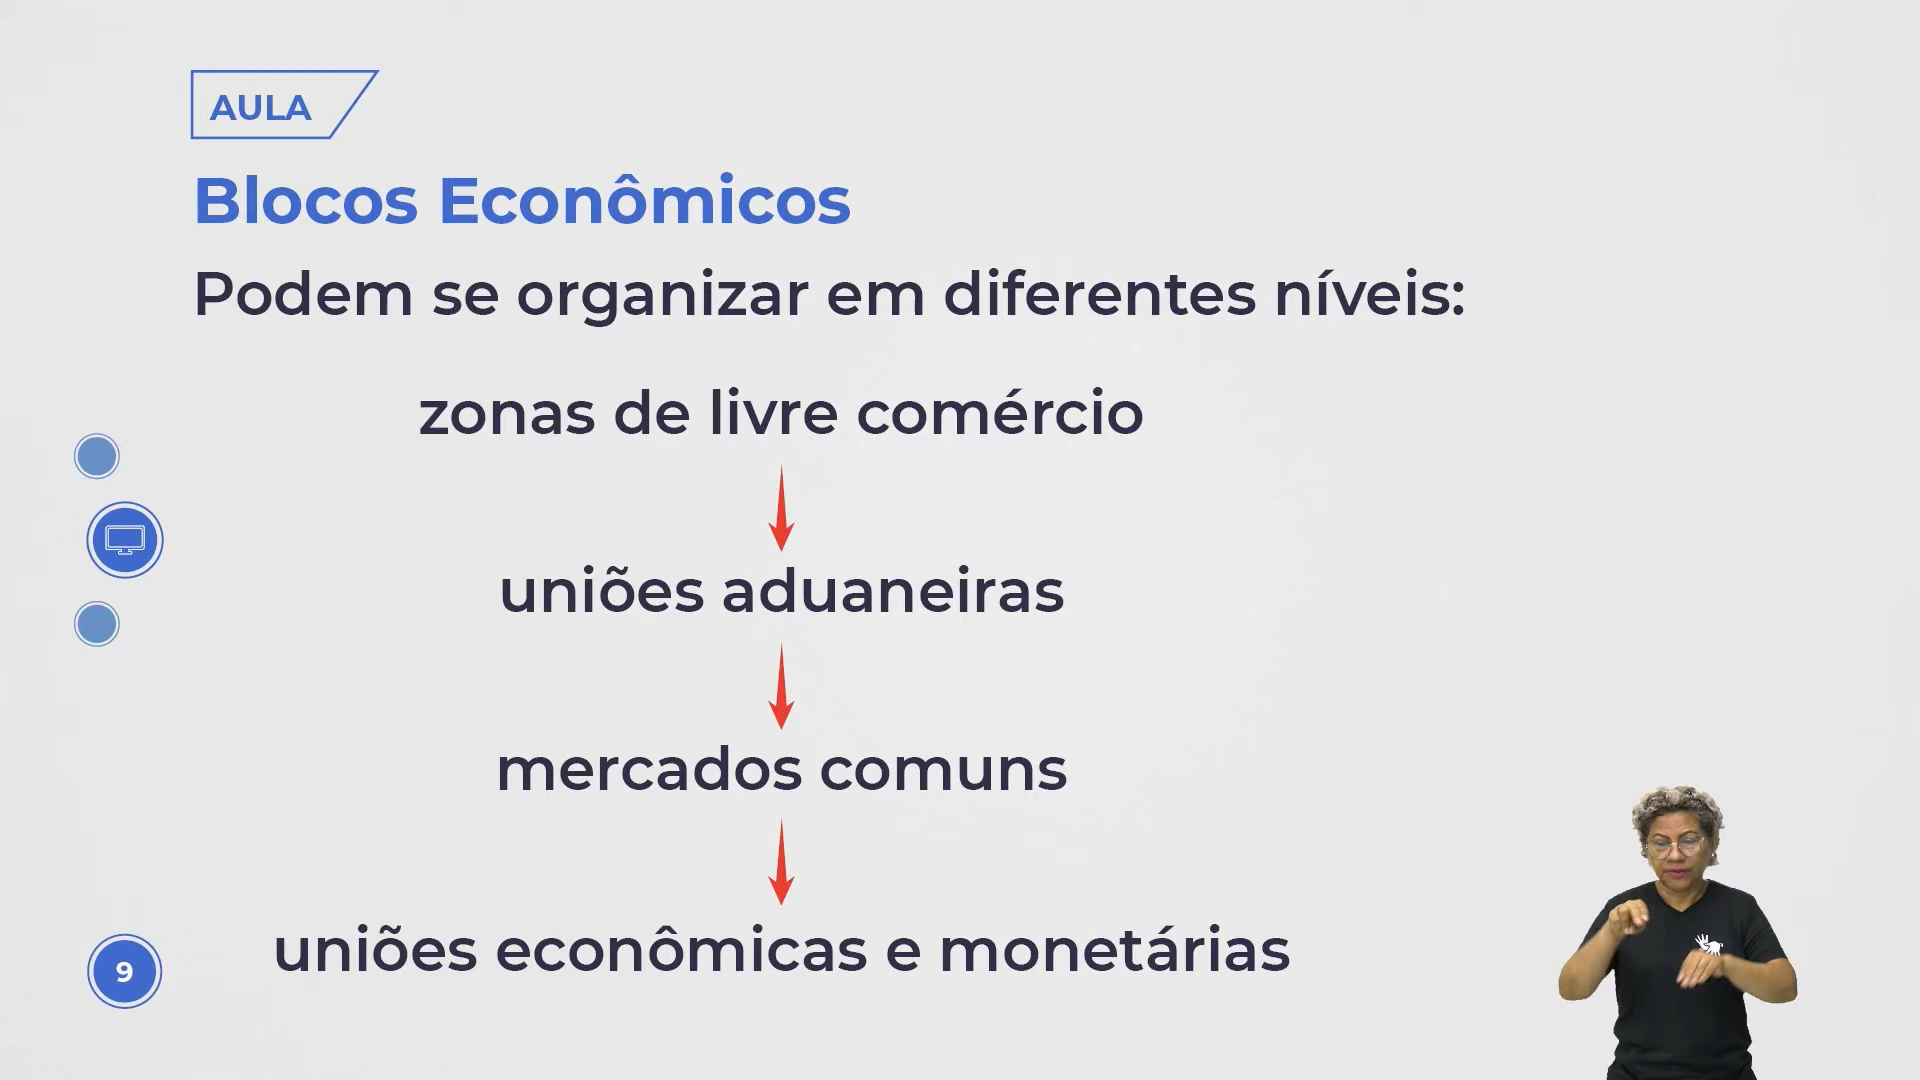 AULA
Blocos Econômicos
Podem se organizar em diferentes níveis:
zonas de livre comércio
uniões aduaneiras
mercados comuns
uniões econômicas e monetárias
9